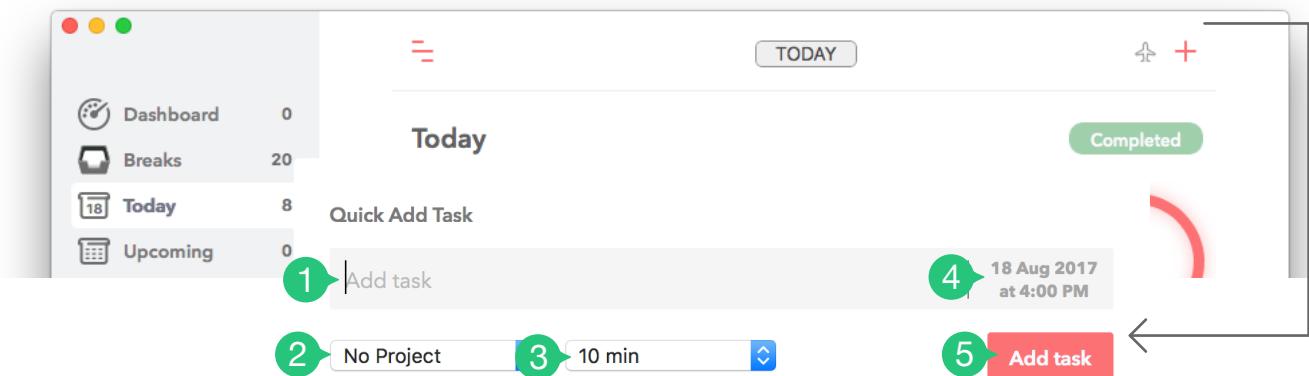 TODAY
Dashboard 0
Today
Completed
Breaks 20
18 Today 8
Quick Add Task
Upcoming 0
1 Add task
4 18 Aug 2017
at 4:00 PM
2 No Project
3 10 min
5 Add task